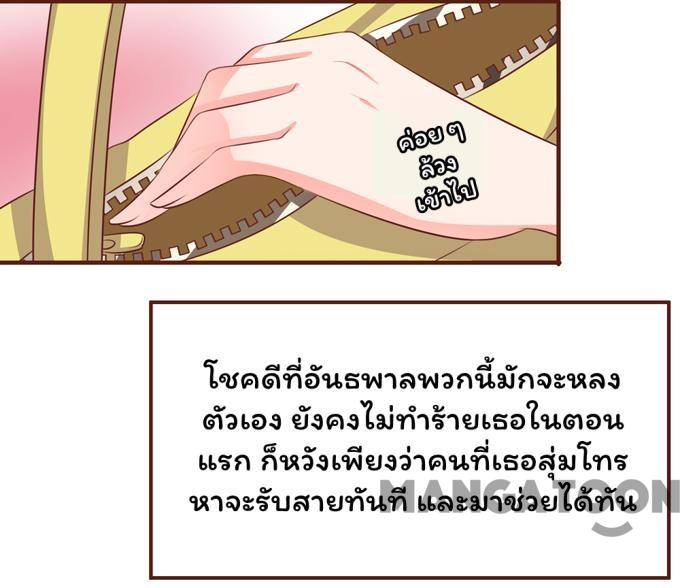 ค่อย ๆ
ล้วง
เข้าไป
โชคดีที่อันธพาลพวกนี้มักจะหลง
ตัวเอง ยังคงไม่ทำร้ายเธอในตอน
แรก ก็หวังเพียงว่าคนที่เธอสุ่มโทร
หาจะรับสายทันที และมาช่วยได้ทัน
MANGATOON